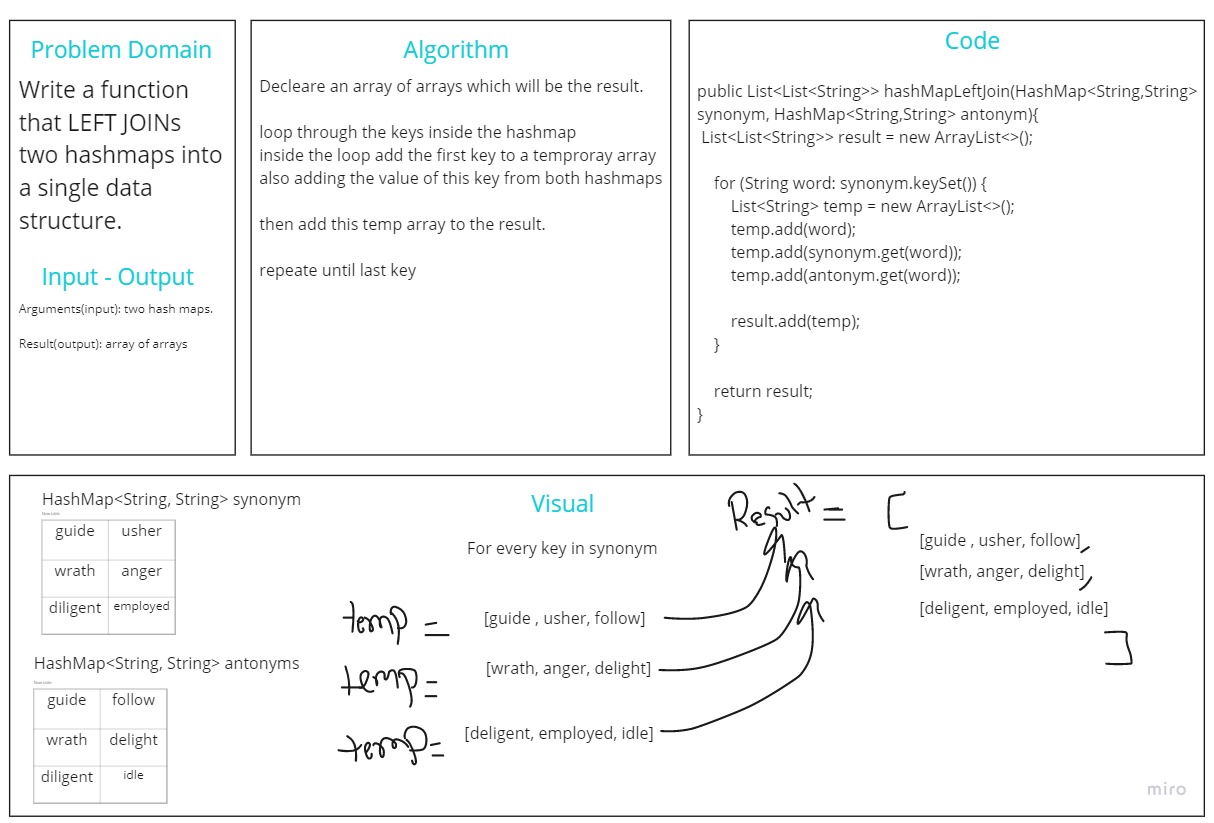 Problem Domain
Write a function
that LEFT JOINs
two hashmaps into
a single data
structure.
Input - Output
Arguments(input): two hash maps.
Result(output): array of arrays
Algorithm
Decleare an array of arrays which will be the result.
loop through the keys inside the hashmap
inside the loop add the first key to a temproray array
also adding the value of this key from both hashmaps
then add this temp array to the result.
repeate until last key
Code
public List<List<String>> hashMapLeftJoin(HashMap<String,String>
synonym, HashMap<String,String> antonym){
List<List<String>> result = new ArrayList<>();
for (String word: synonym.keySet()) {
List<String> temp = new ArrayList<>();
temp.add(word);
temp.add(synonym.get(word));
temp.add(antonym.get(word));
result.add(temp);
}
return result;
}
HashMap<String, String> synonym
New table
guide usher
wrath anger
diligent employed
HashMap<String, String> antonyms
New table
guide follow
wrath delight
diligent idle
Visual
For every key in synonym
temp = [guide , usher, follow]
temp = [wrath, anger, delight]
temp = [deligent, employed, idle]
Result = [
[guide , usher, follow],
[wrath, anger, delight],
[deligent, employed, idle]
]
miro